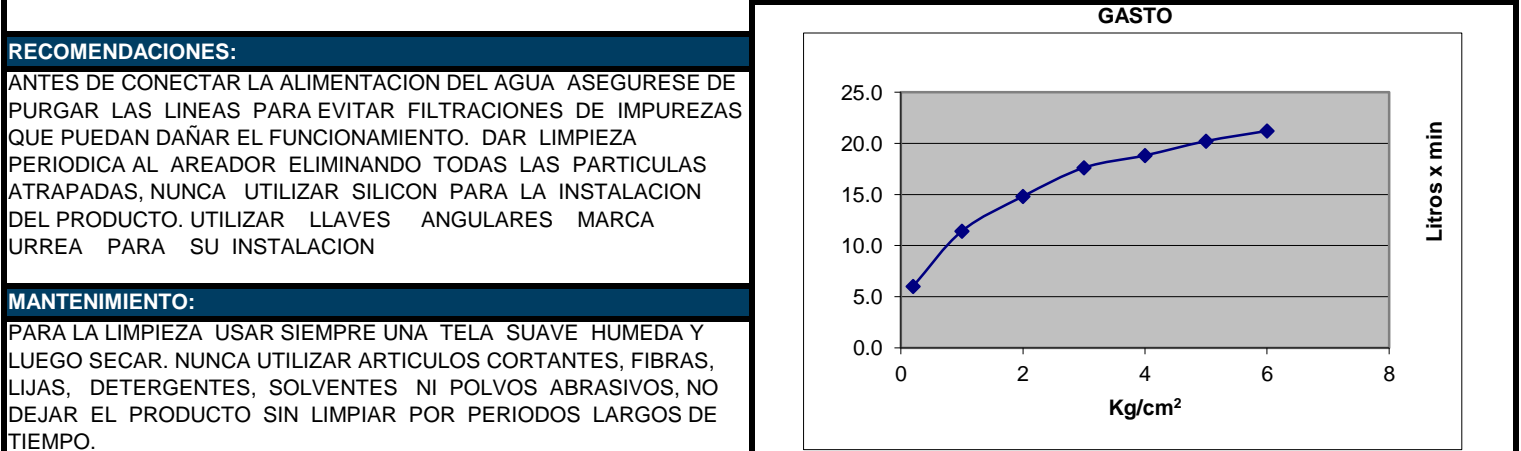 RECOMENDACIONES:
ANTES DE CONECTAR LA ALIMENTACION DEL AGUA ASEGURESE DE
PURGAR LAS LINEAS PARA EVITAR FILTRACIONES DE IMPUREZAS
QUE PUEDAN DAÑAR EL FUNCIONAMIENTO. DAR LIMPIEZA
PERIODICA AL AREADOR ELIMINANDO TODAS LAS PARTICULAS
ATRAPADAS, NUNCA UTILIZAR SILICON PARA LA INSTALACION
DEL PRODUCTO. UTILIZAR LLAVES ANGULARES MARCA
URREA PARA SU INSTALACION
MANTENIMIENTO:
PARA LA LIMPIEZA USAR SIEMPRE UNA TELA SUAVE HUMEDA Y
LUEGO SECAR. NUNCA UTILIZAR ARTICULOS CORTANTES, FIBRAS,
LIJAS, DETERGENTES, SOLVENTES NI POLVOS ABRASIVOS, NO
DEJAR EL PRODUCTO SIN LIMPIAR POR PERIODOS LARGOS DE
TIEMPO.
GASTO
25.0
20.0
15.0
10.0
5.0
0.0
0 2 4 6 8
Kg/cm²
Litros x min